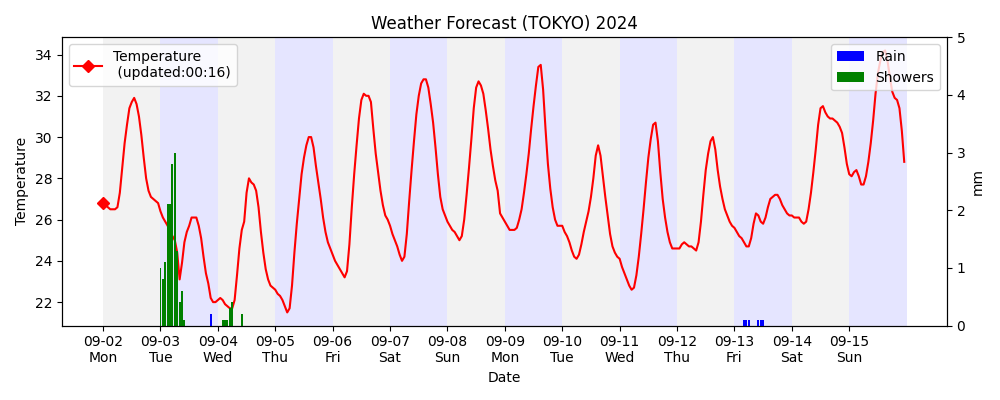 Weather Forecast (TOKYO) 2024
Temperature
(updated:00:16)
Rain
Showers
Temperature
34
32
30
28
26
24
22
5
4
3
2
1
0
mm
09-02 09-03 09-04 09-05 09-06 09-07 09-08 09-09 09-10 09-11 09-12 09-13 09-14 09-15
Mon Tue Wed Thu Fri Sat Sun Mon Tue Wed Thu Fri Sat Sun
Date